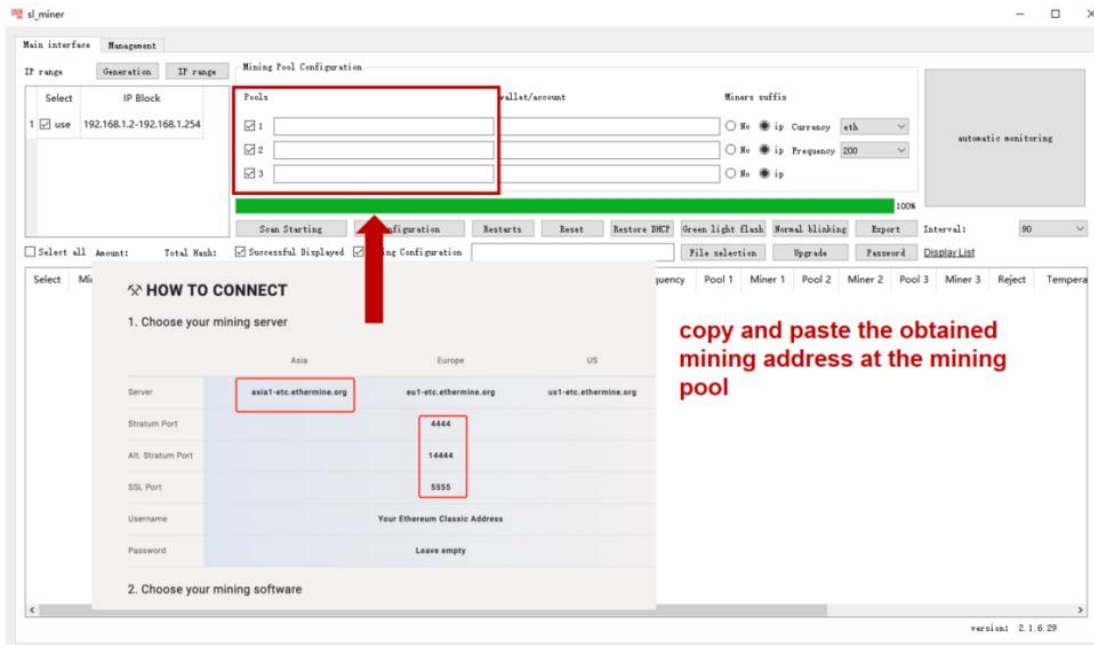 sl_miner
Main interface Management
IP range Generation IP range Mining Pool Configuration
Select IP Block Pools wallet/account Miners suffix
1 use 192.168.1.2-192.168.1.254
1 No ip Currency eth
2 No ip Frequency 200
3 No ip
automatic monitoring
100%
Scan Starting Restarts Reset Restore DHCP Green light flash Normal blinking Export Interval: 90
Select all Amount: Total Hash: Successful Displayed Configuration File selection Upgrade Password Display List
Select Pool 1 Miner 1 Pool 2 Miner 2 Pool 3 Miner 3 Reject Tempera
HOW TO CONNECT
1. Choose your mining server
Asia Europe US
Server asia1-etc.ethermine.org eu1-etc.ethermine.org us1-etc.ethermine.org
Stratum Port 4444
Alt. Stratum Port 14444
SSL Port 5555
Username Your Ethereum Classic Address
Password Leave empty
2. Choose your mining software
copy and paste the obtained
mining address at the mining
pool
version: 2.1.6.29